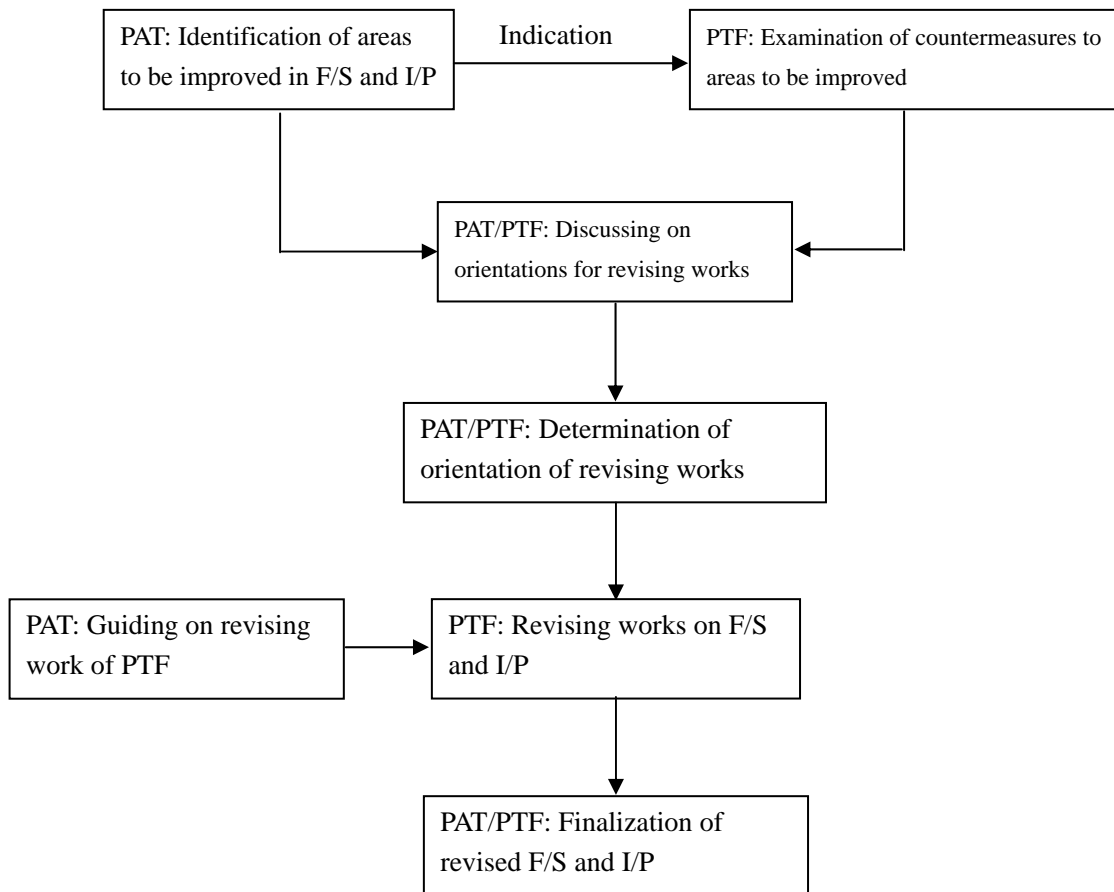 PAT: Identification of areas
to be improved in F/S and I/P
Indication
PTF: Examination of countermeasures to
areas to be improved
PAT/PTF: Discussing on
orientations for revising works
PAT/PTF: Determination of
orientation of revising works
PAT: Guiding on revising
work of PTF
PTF: Revising works on F/S
and I/P
PAT/PTF: Finalization of
revised F/S and I/P